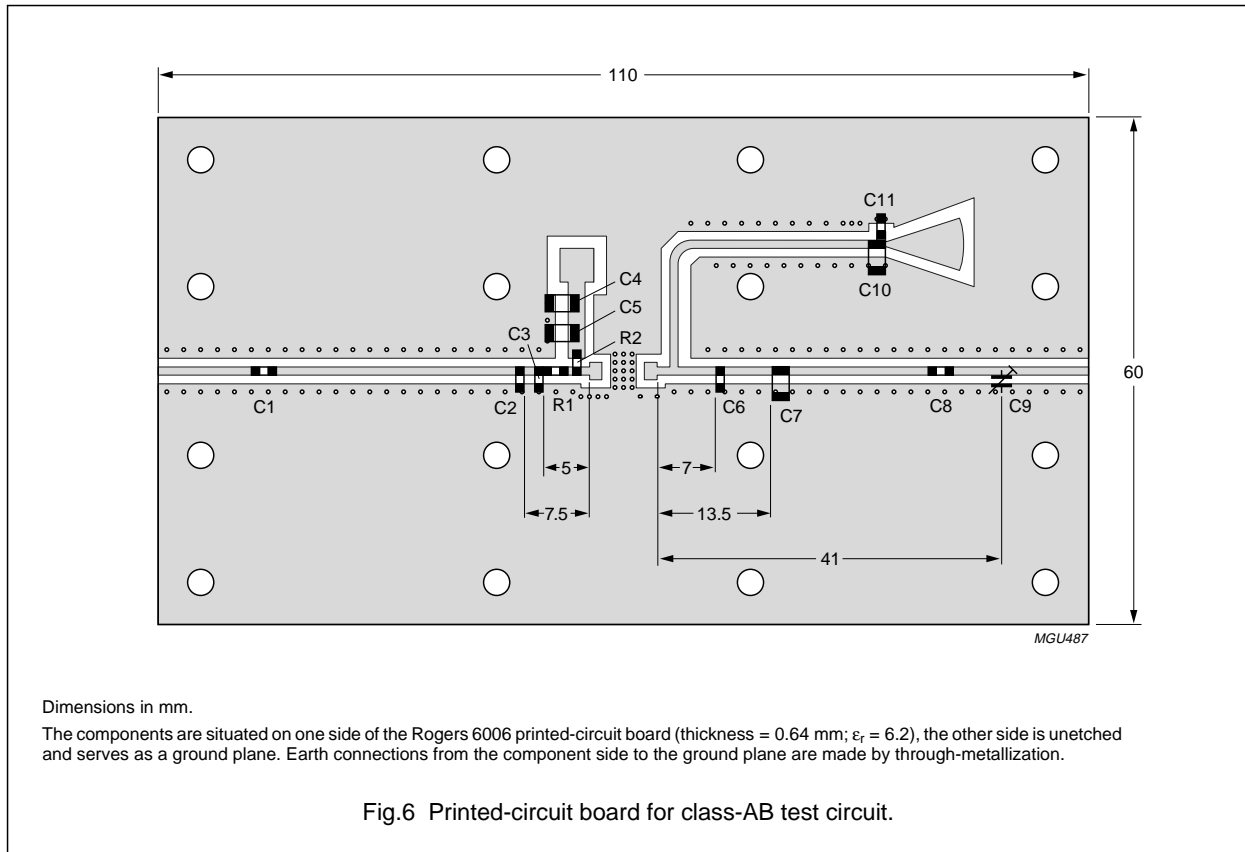 110
C11
C10
C4
C5
C3
R2
60
C1
C2
R1
C6
C7
C8
C9
5
7
7.5
13.5
41
MGU487
Dimensions in mm.
The components are situated on one side of the Rogers 6006 printed-circuit board (thickness = 0.64 mm; εr = 6.2), the other side is unetched
and serves as a ground plane. Earth connections from the component side to the ground plane are made by through-metallization.
Fig.6 Printed-circuit board for class-AB test circuit.